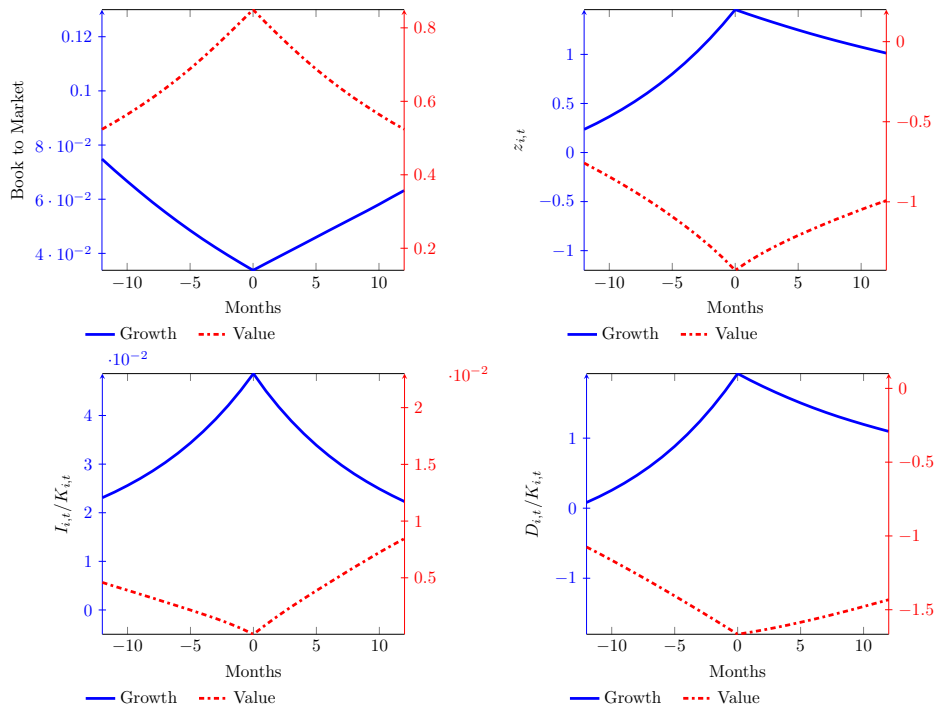 0.12
0.1
8 · 10⁻²
6 · 10⁻²
4 · 10⁻²
Book to Market
0.8
0.6
0.4
0.2
−10 −5 0 5 10
Months
Growth Value
1
0.5
0
−0.5
−1
z_{i,t}
0
−0.5
−1
−10 −5 0 5 10
Months
Growth Value
·10⁻²
4
3
2
1
0
I_{i,t}/K_{i,t}
·10⁻²
2
1.5
1
0.5
−10 −5 0 5 10
Months
Growth Value
1
0
−1
D_{i,t}/K_{i,t}
0
−0.5
−1
−1.5
−10 −5 0 5 10
Months
Growth Value